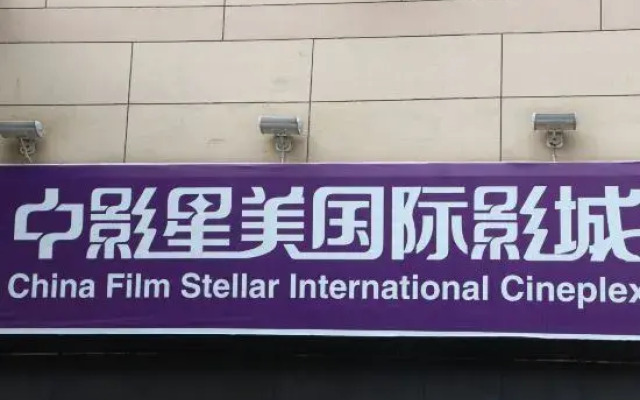 中影星美国际影城
China Film Stellar International Cineplex